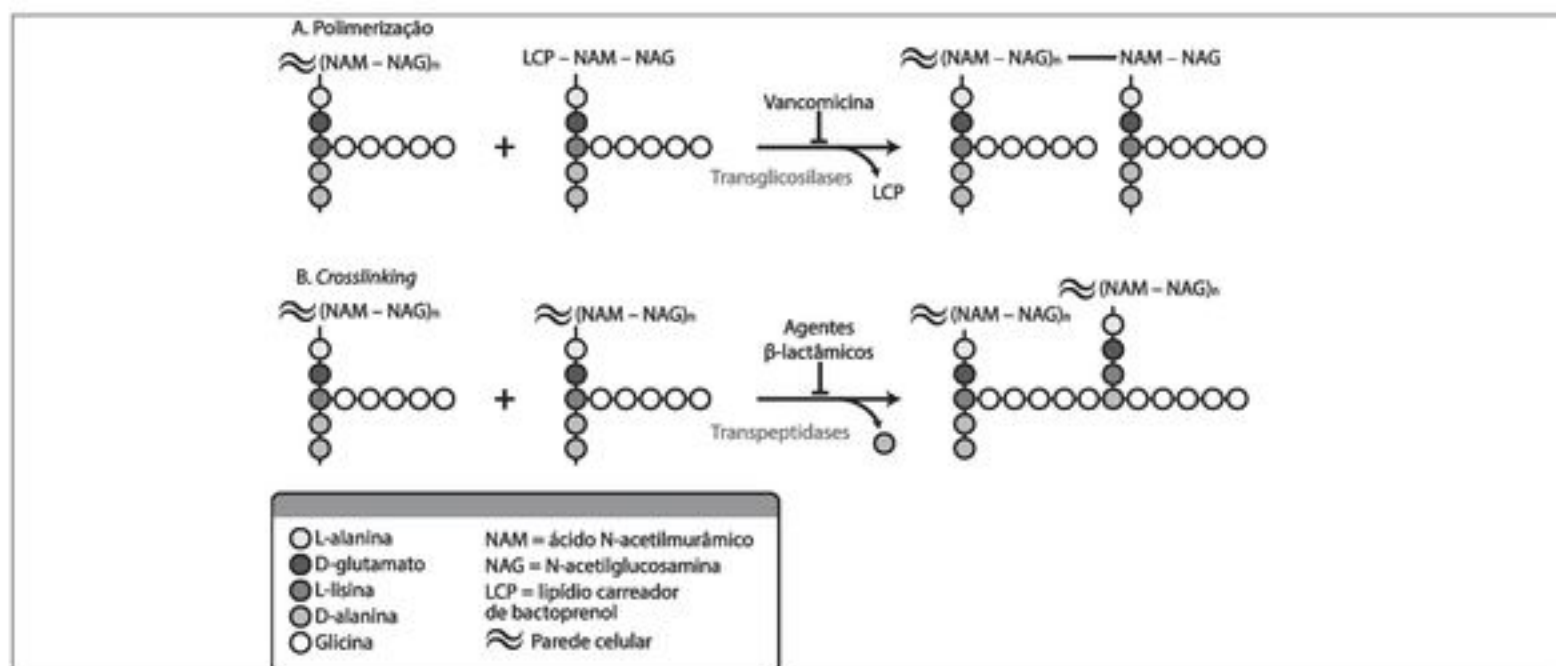 A. Polimerização
(NAM – NAG)n
LCP – NAM – NAG
(NAM – NAG)n
NAM – NAG
Vancomicina
+
Transglicosilases
LCP
B. Crosslinking
(NAM – NAG)n
(NAM – NAG)n
(NAM – NAG)n
(NAM – NAG)n
Agentes
β-lactâmicos
+
Transpeptidases
L-alanina
D-glutamato
L-lisina
D-alanina
Glicina
NAM = ácido N-acetilmurâmico
NAG = N-acetilglucosamina
LCP = lipídio carreador
de bactoprenol
Parede celular